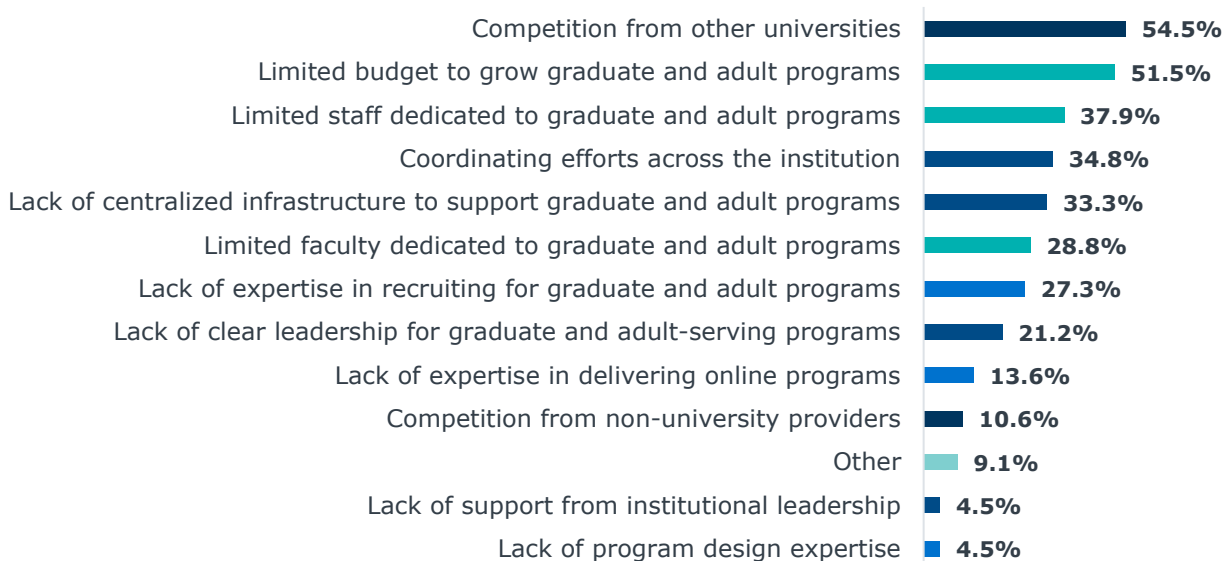 Competition from other universities 54.5%
Limited budget to grow graduate and adult programs 51.5%
Limited staff dedicated to graduate and adult programs 37.9%
Coordinating efforts across the institution 34.8%
Lack of centralized infrastructure to support graduate and adult programs 33.3%
Limited faculty dedicated to graduate and adult programs 28.8%
Lack of expertise in recruiting for graduate and adult programs 27.3%
Lack of clear leadership for graduate and adult-serving programs 21.2%
Lack of expertise in delivering online programs 13.6%
Competition from non-university providers 10.6%
Other 9.1%
Lack of support from institutional leadership 4.5%
Lack of program design expertise 4.5%